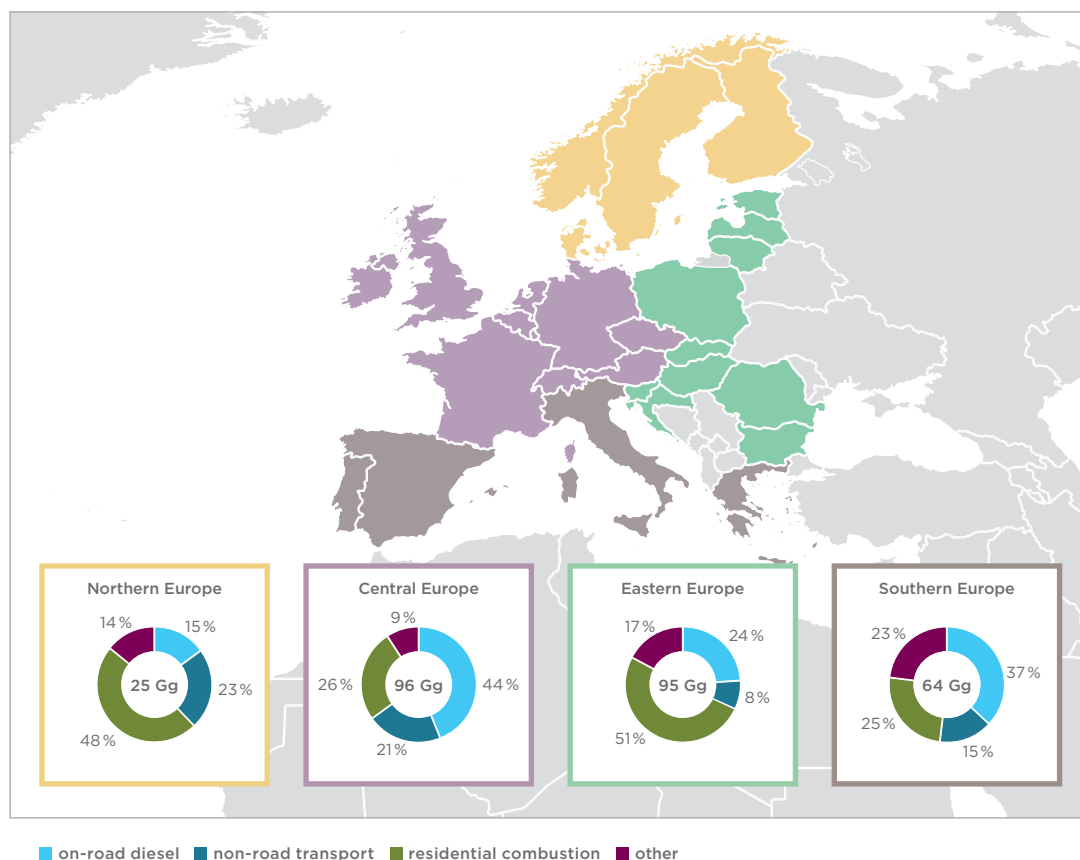 Northern Europe
14%
15%
25 Gg
23%
48%
Central Europe
9%
26%
96 Gg
44%
21%
Eastern Europe
17%
24%
95 Gg
8%
51%
Southern Europe
23%
37%
64 Gg
25%
15%
on-road diesel non-road transport residential combustion other